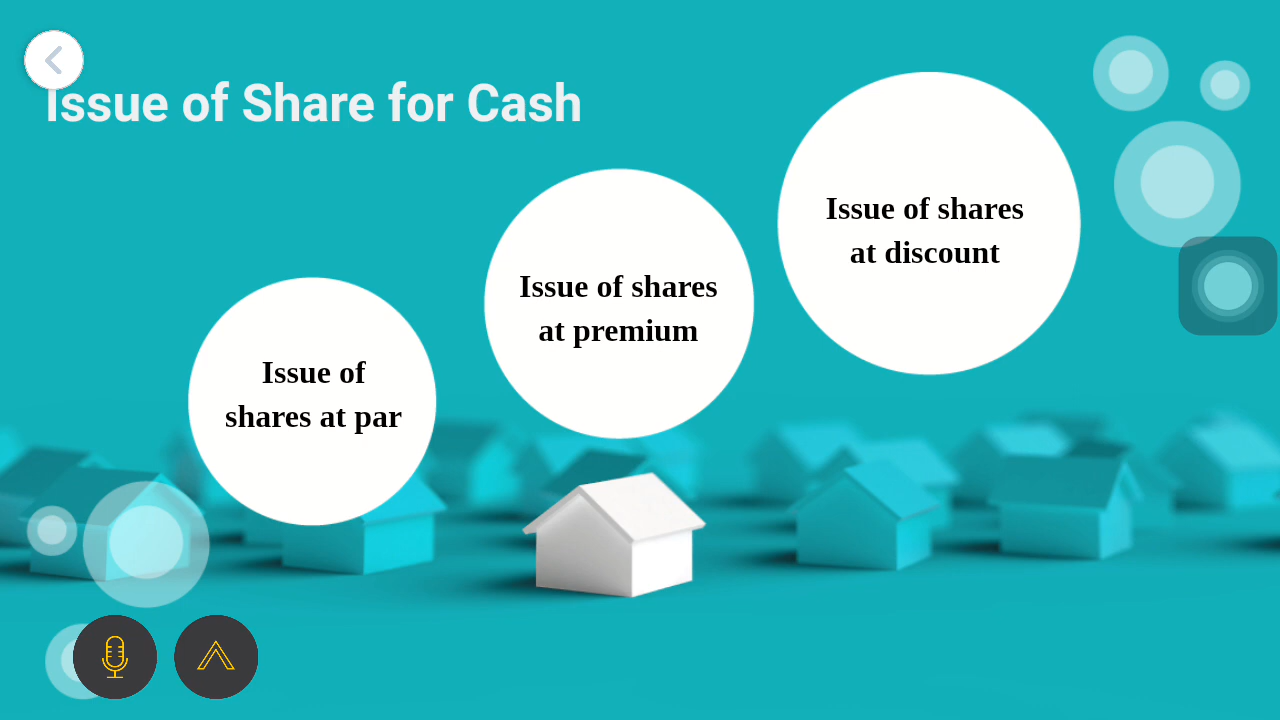 Issue of Share for Cash
Issue of shares
at discount
Issue of shares
at premium
Issue of
shares at par